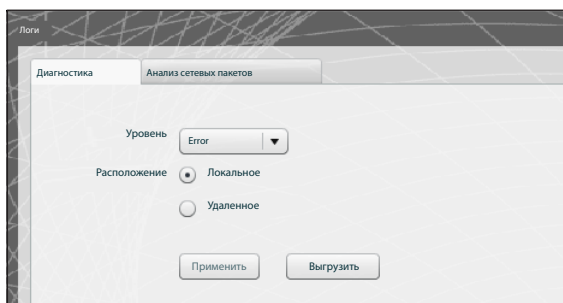 Логи
Диагностика Анализ сетевых пакетов
Уровень Error
Расположение Локальное
Удаленное
Применить Выгрузить